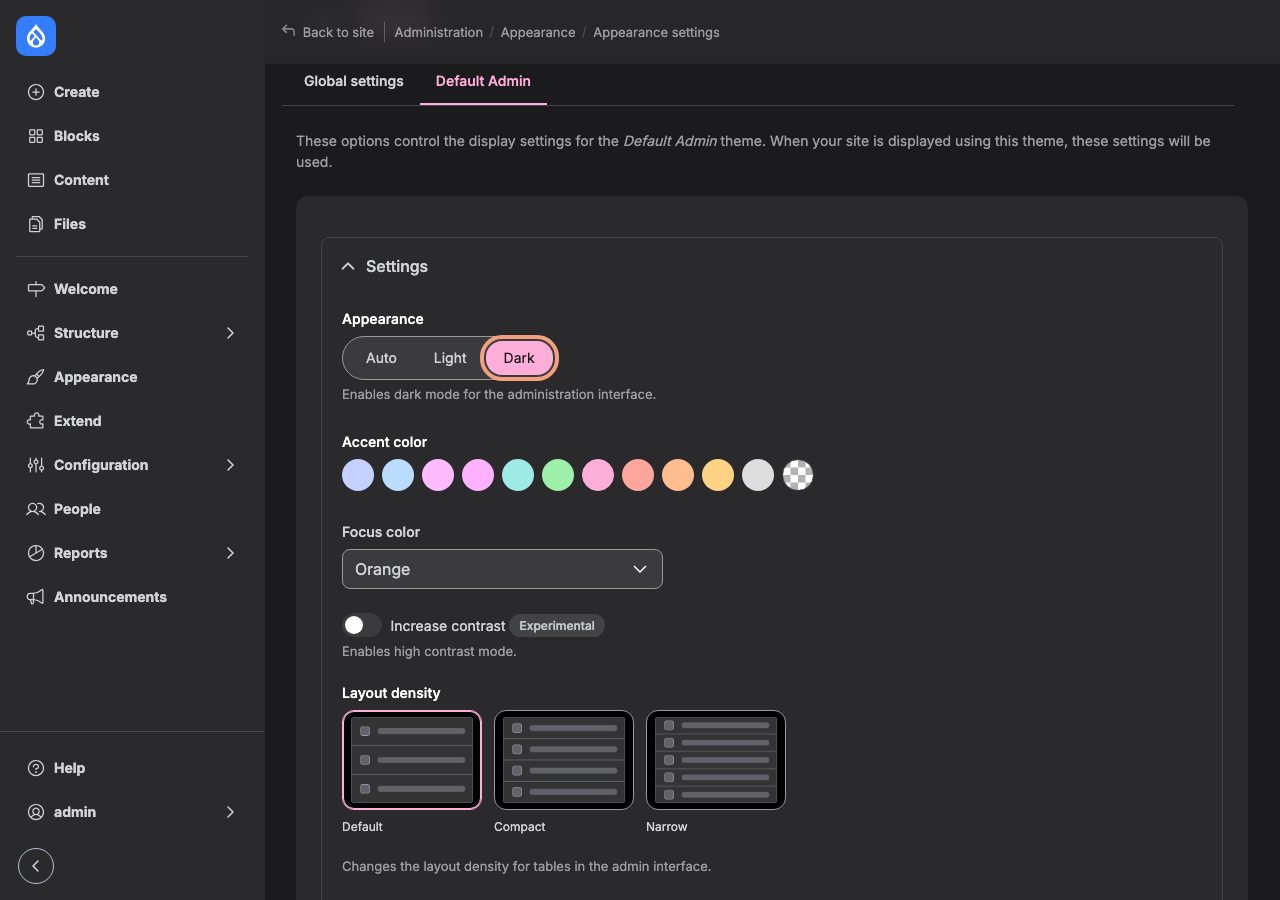 Create
Blocks
Content
Files
Welcome
Structure
Appearance
Extend
Configuration
People
Reports
Announcements
Help
admin
Back to site
Administration / Appearance / Appearance settings
Global settings
Default Admin
These options control the display settings for the Default Admin theme. When your site is displayed using this theme, these settings will be
used.
Settings
Appearance
Auto Light Dark
Enables dark mode for the administration interface.
Accent color
Focus color
Orange
Increase contrast Experimental
Enables high contrast mode.
Layout density
Default Compact Narrow
Changes the layout density for tables in the admin interface.